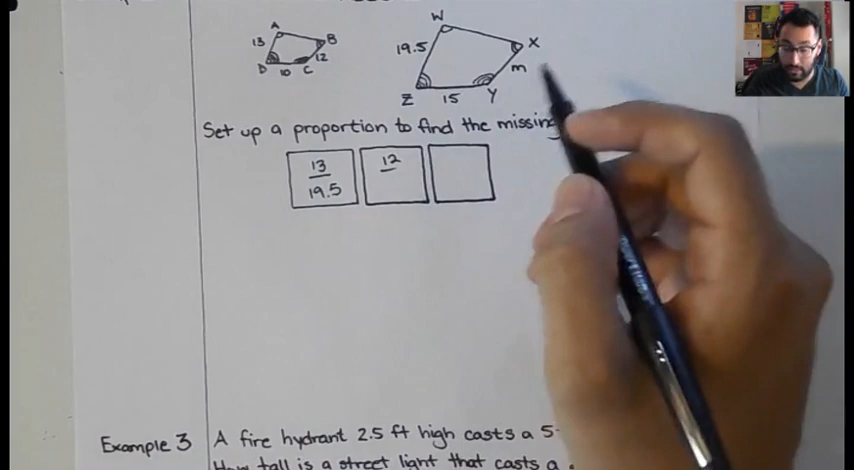 A
13
B
12
D
10
C
W
19.5
X
m
Z
15
Y
Set up a proportion to find the missing
13
19.5
12
Example 3
A fire hydrant 2.5 ft high casts a 5-
How tall is a street light that casts a